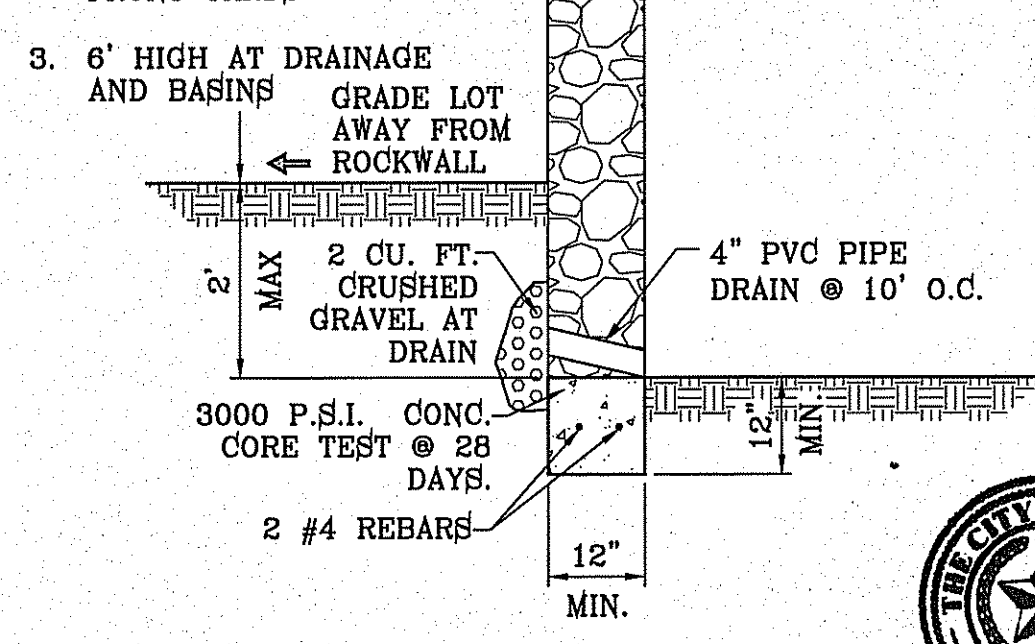 3. 6' HIGH AT DRAINAGE
AND BASINS
GRADE LOT
AWAY FROM
ROCKWALL
2'
MAX
2 CU. FT.
CRUSHED
GRAVEL AT
DRAIN
4" PVC PIPE
DRAIN @ 10' O.C.
3000 P.S.I. CONC.
CORE TEST @ 28
DAYS.
12"
MIN.
2 #4 REBARS
12"
MIN.
THE CITY